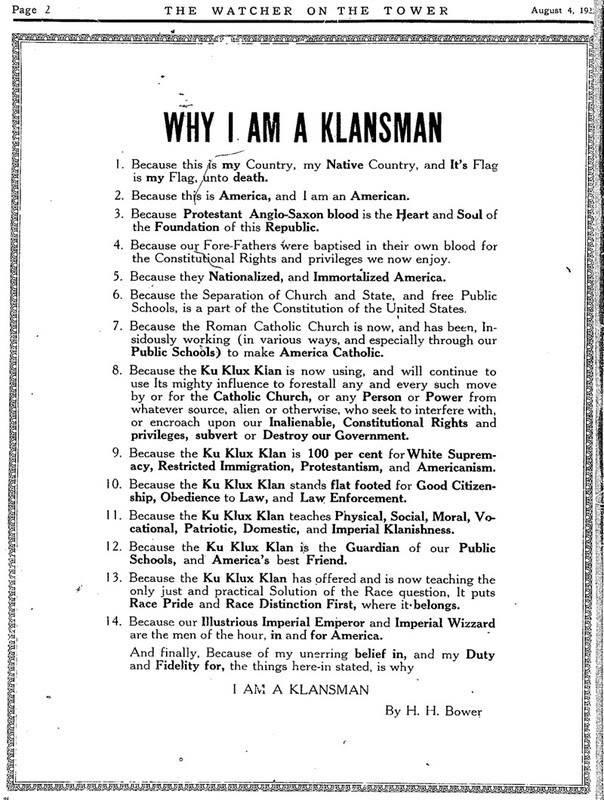 Page 2 THE WATCHER ON THE TOWER August 4, 192
WHY I AM A KLANSMAN
1. Because this is my Country, my Native Country, and It's Flag
is my Flag, unto death.
2. Because this is America, and I am an American.
3. Because Protestant Anglo-Saxon blood is the Heart and Soul of
the Foundation of this Republic.
4. Because our Fore-Fathers were baptised in their own blood for
the Constitutional Rights and privileges we now enjoy.
5. Because they Nationalized, and Immortalized America.
6. Because the Separation of Church and State, and free Public
Schools, is a part of the Constitution of the United States.
7. Because the Roman Catholic Church is now, and has been, In-
sidously working (in various ways, and especially through our
Public Schools) to make America Catholic.
8. Because the Ku Klux Klan is now using, and will continue to
use Its mighty influence to forestall any and every such move
by or for the Catholic Church, or any Person or Power from
whatever source, alien or otherwise, who seek to interfere with,
or encroach upon our Inalienable, Constitutional Rights and
privileges, subvert or Destroy our Government.
9. Because the Ku Klux Klan is 100 per cent for White Suprem-
acy, Restricted Immigration, Protestantism, and Americanism.
10. Because the Ku Klux Klan stands flat footed for Good Citizen-
ship, Obedience to Law, and Law Enforcement.
11. Because the Ku Klux Klan teaches Physical, Social, Moral, Vo-
cational, Patriotic, Domestic, and Imperial Klanishness.
12. Because the Ku Klux Klan is the Guardian of our Public
Schools, and America's best Friend.
13. Because the Ku Klux Klan has offered and is now teaching the
only just and practical Solution of the Race question, It puts
Race Pride and Race Distinction First, where it belongs.
14. Because our Illustrious Imperial Emperor and Imperial Wizzard
are the men of the hour, in and for America.
And finally, Because of my unerring belief in, and my Duty
and Fidelity for, the things here-in stated, is why
I AM A KLANSMAN
By H. H. Bower